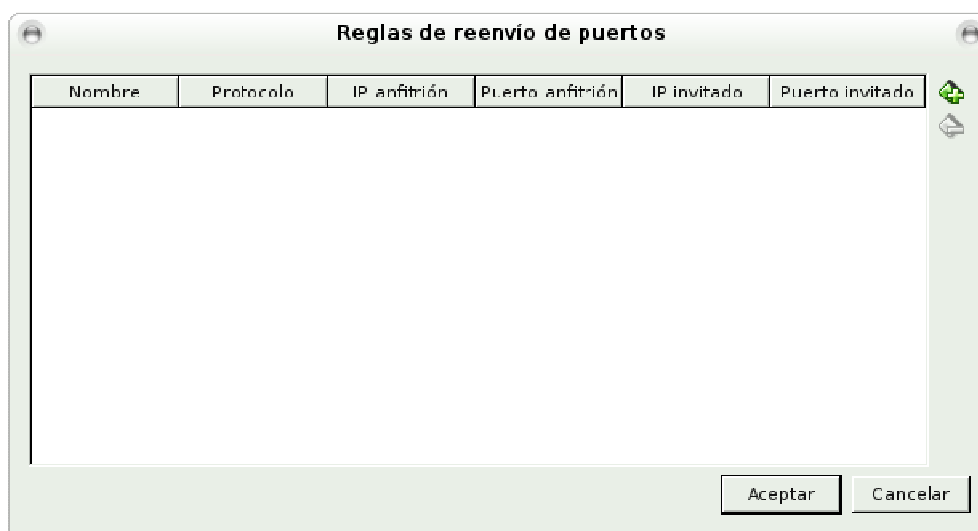 Reglas de reenvío de puertos
Nombre Protocolo IP anfitrión Puerto anfitrión IP invitado Puerto invitado
Aceptar Cancelar